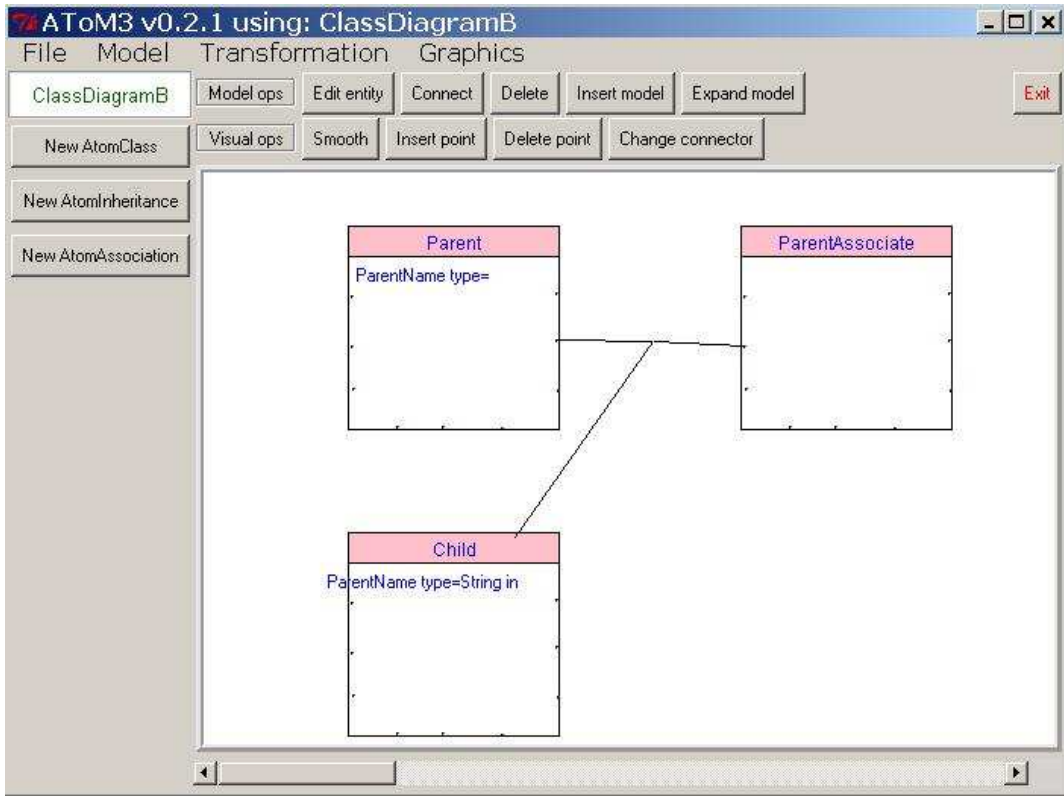 AToM3 v0.2.1 using: ClassDiagramB
File Model Transformation Graphics
ClassDiagramB Model ops Edit entity Connect Delete Insert model Expand model Exit
New AtomClass Visual ops Smooth Insert point Delete point Change connector
New AtomInheritance
New AtomAssociation
Parent ParentAssociate
ParentName type=
Child
ParentName type=String in